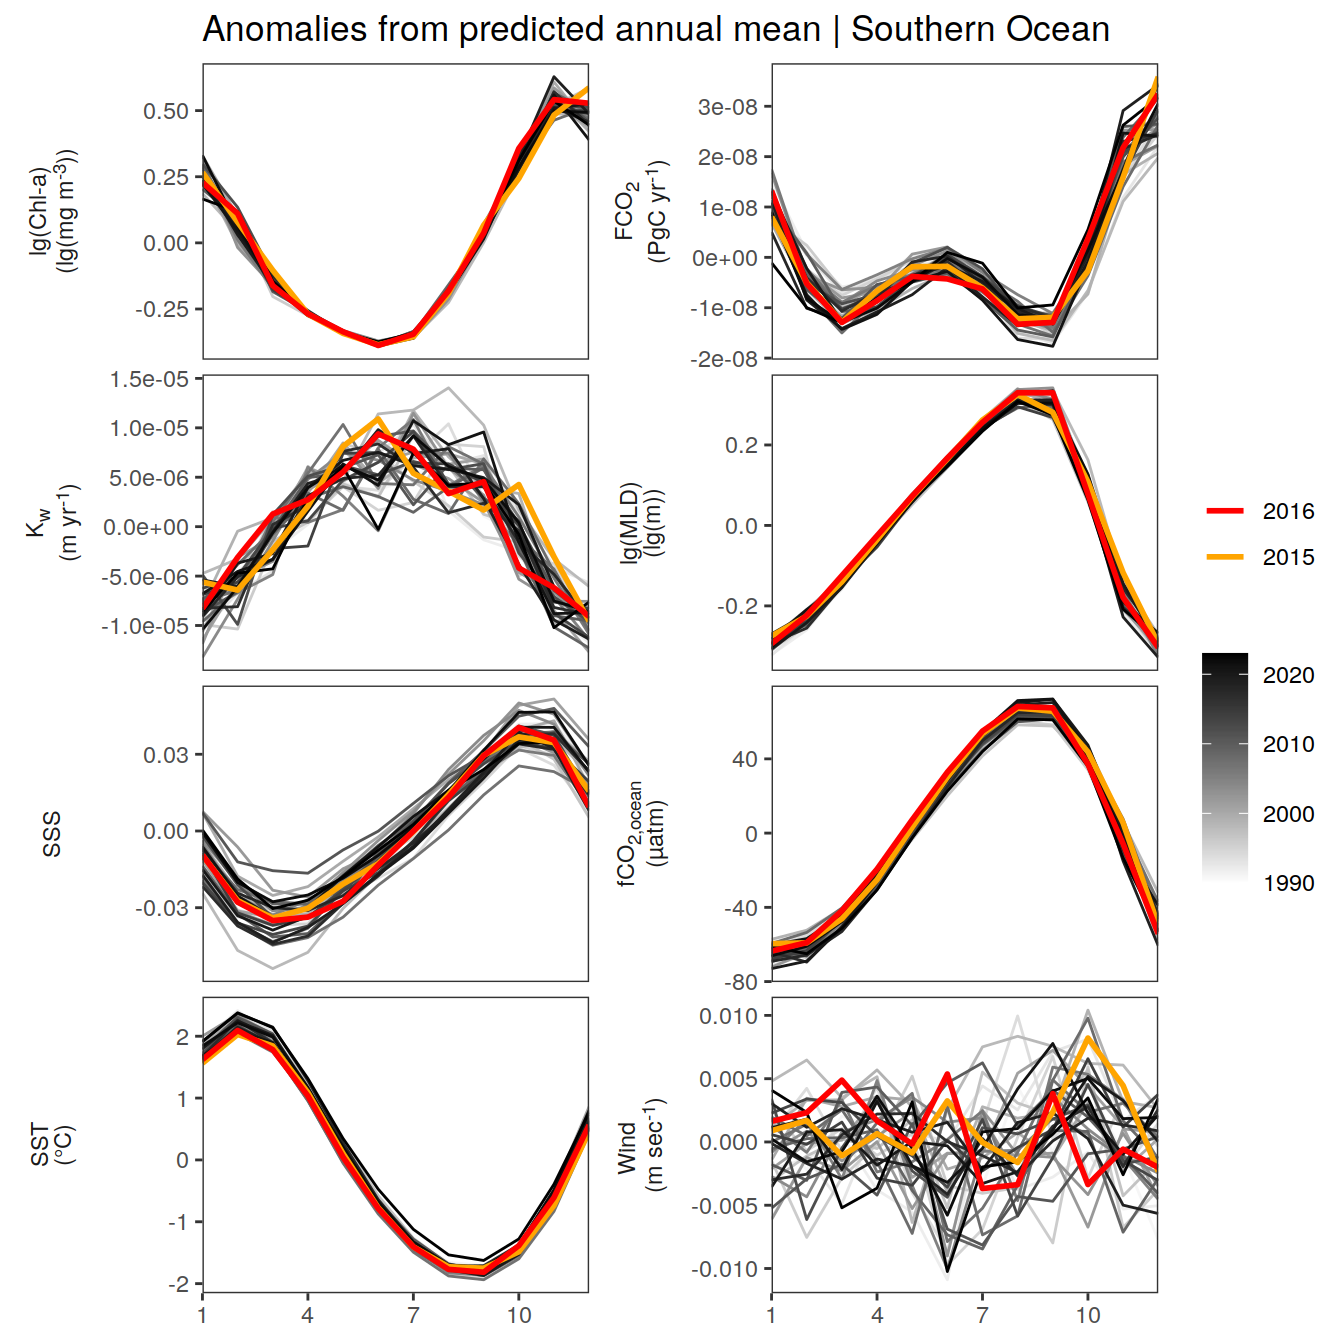 Anomalies from predicted annual mean | Southern Ocean
lg(Chl-a)
(lg(mg m⁻³))
0.50
0.25
0.00
-0.25
FCO₂
(PgC yr⁻¹)
3e-08
2e-08
1e-08
0e+00
-1e-08
-2e-08
K_w
(m yr⁻¹)
1.5e-05
1.0e-05
5.0e-06
0.0e+00
-5.0e-06
-1.0e-05
lg(MLD)
(lg(m))
0.2
0.0
-0.2
SSS
0.03
0.00
-0.03
fCO₂,ocean
(µatm)
40
0
-40
-80
SST
(°C)
2
1
0
-1
-2
1 4 7 10
Wind
(m sec⁻¹)
0.010
0.005
0.000
-0.005
-0.010
1 4 7 10
2016
2015
2020
2010
2000
1990